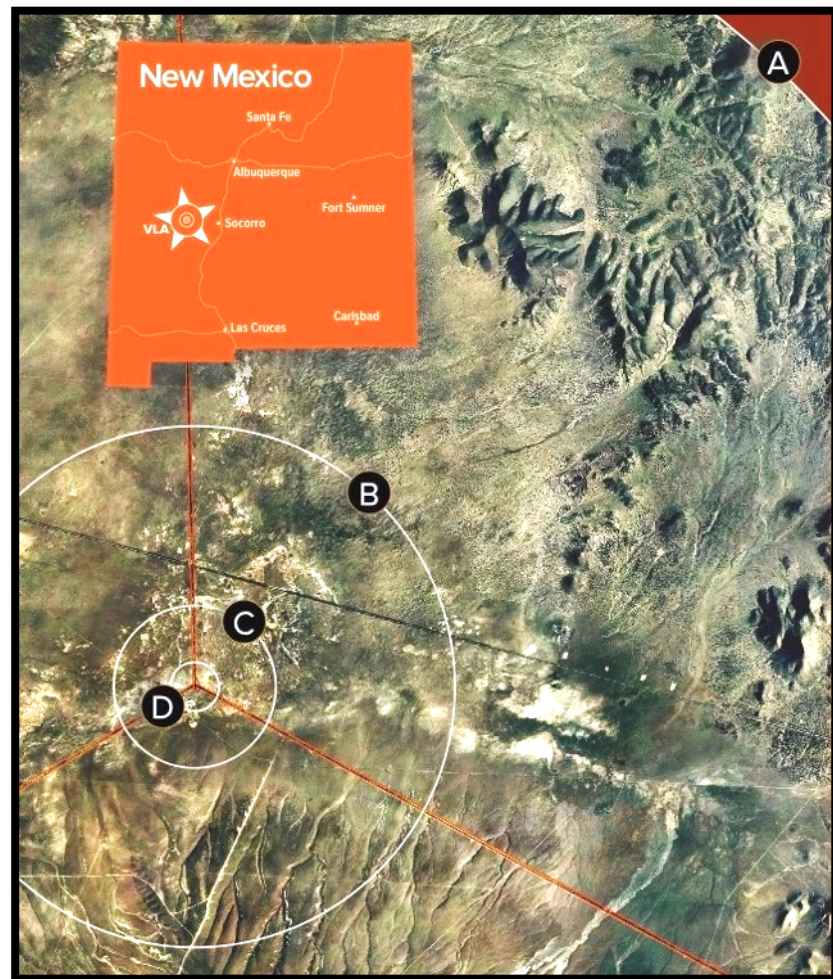 New Mexico
Santa Fe
Albuquerque
Fort Sumner
VLA
Socorro
Las Cruces
Carlsbad
A
B
C
D